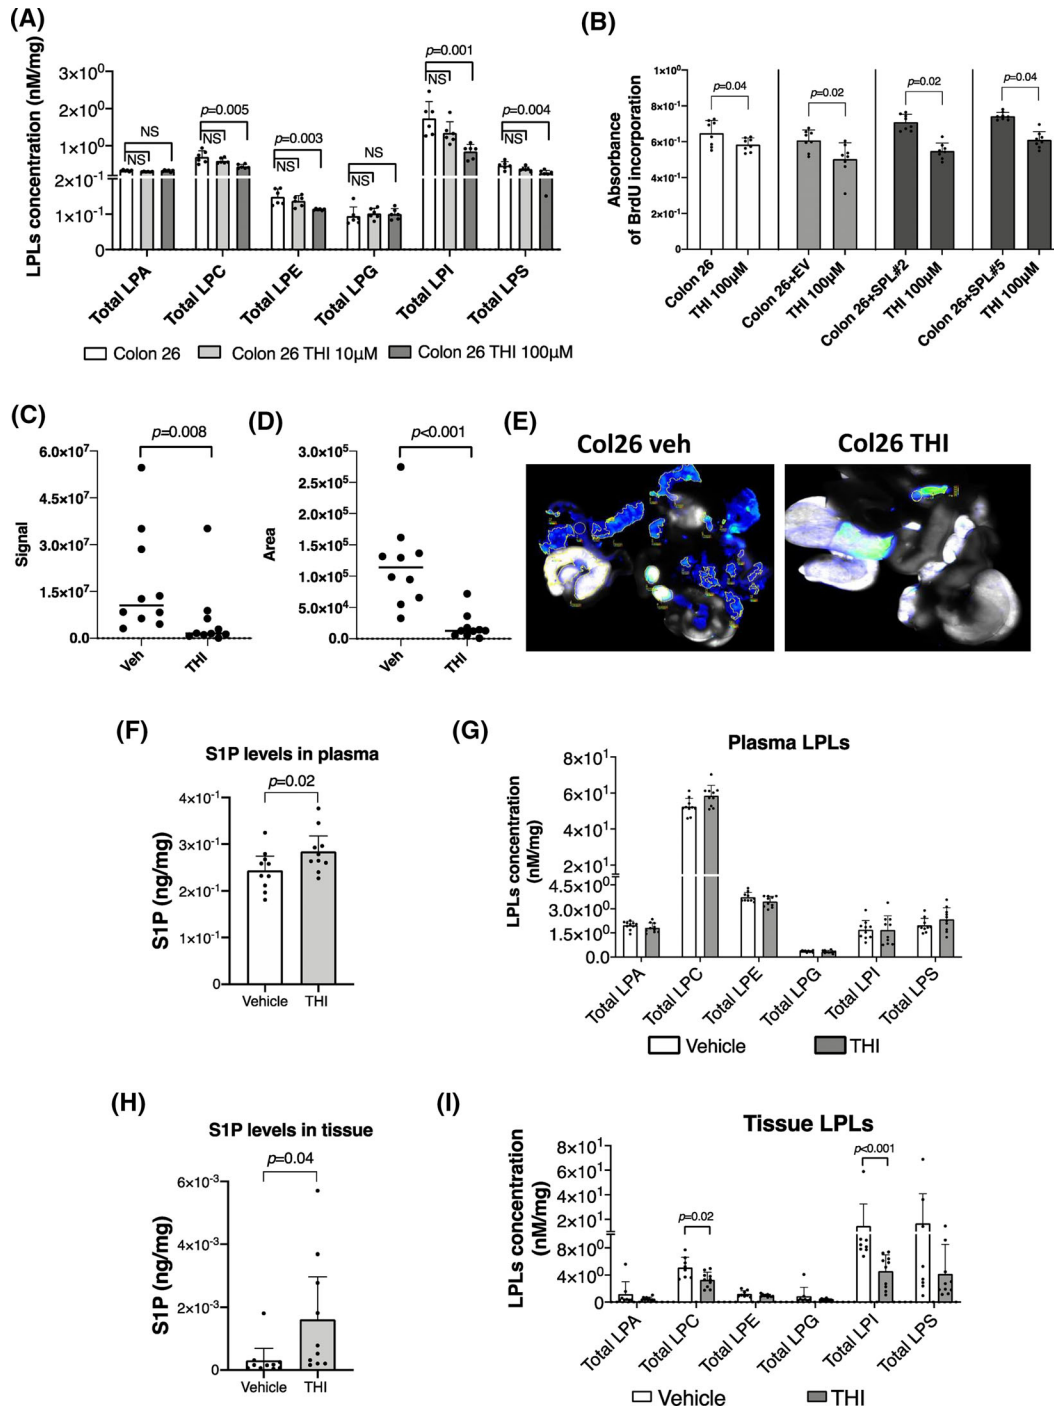 (A)
LPLs concentration (nM/mg)
3×10⁰
2×10⁰
1×10⁰
2×10⁻¹
1×10⁻¹
0
NS
NS
p=0.005
NS
p=0.003
NS
NS
NS
p=0.001
NS
p=0.004
NS
Total LPA
Total LPC
Total LPE
Total LPG
Total LPI
Total LPS
Colon 26
Colon 26 THI 10μM
Colon 26 THI 100μM
(B)
Absorbance
of BrdU incorporation
1×10⁰
8×10⁻¹
6×10⁻¹
4×10⁻¹
2×10⁻¹
0
p=0.04
p=0.02
p=0.02
p=0.04
Colon 26
THI 100μM
Colon 26+EV
THI 100μM
Colon 26+SPL#2
THI 100μM
Colon 26+SPL#5
THI 100μM
(C)
Signal
6.0×10⁷
4.5×10⁷
3.0×10⁷
1.5×10⁷
0.0
p=0.008
Veh
THI
(D)
Area
3.0×10⁵
2.5×10⁵
2.0×10⁵
1.5×10⁵
1.0×10⁵
5.0×10⁴
0.0
p<0.001
Veh
THI
(E)
Col26 veh
Col26 THI
(F)
S1P levels in plasma
S1P (ng/mg)
4×10⁻¹
3×10⁻¹
2×10⁻¹
1×10⁻¹
0
p=0.02
Vehicle
THI
(G)
Plasma LPLs
LPLs concentration
(nM/mg)
8×10¹
6×10¹
4×10¹
2×10¹
4.5×10⁰
3.0×10⁰
1.5×10⁰
0.0
Total LPA
Total LPC
Total LPE
Total LPG
Total LPI
Total LPS
Vehicle
THI
(H)
S1P levels in tissue
S1P (ng/mg)
6×10⁻³
4×10⁻³
2×10⁻³
0
p=0.04
Vehicle
THI
(I)
Tissue LPLs
LPLs concentration
(nM/mg)
8×10¹
6×10¹
4×10¹
2×10¹
8×10⁰
4×10⁰
0
p=0.02
p<0.001
Total LPA
Total LPC
Total LPE
Total LPG
Total LPI
Total LPS
Vehicle
THI